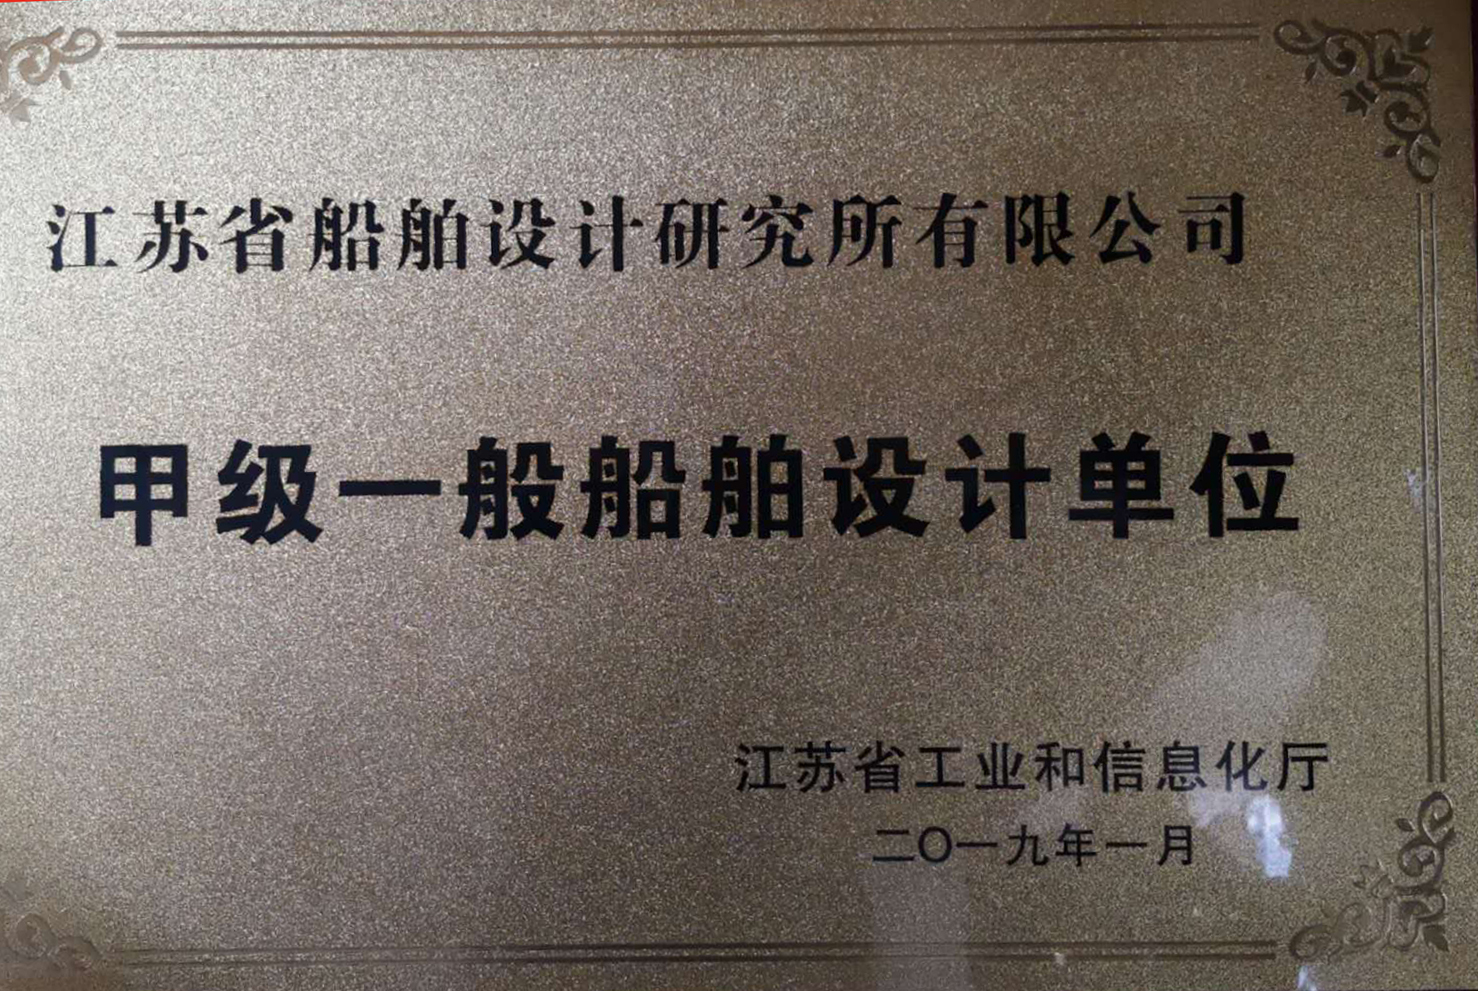 江苏省船舶设计研究所有限公司
甲级一般船舶设计单位
江苏省工业和信息化厅
二〇一九年一月